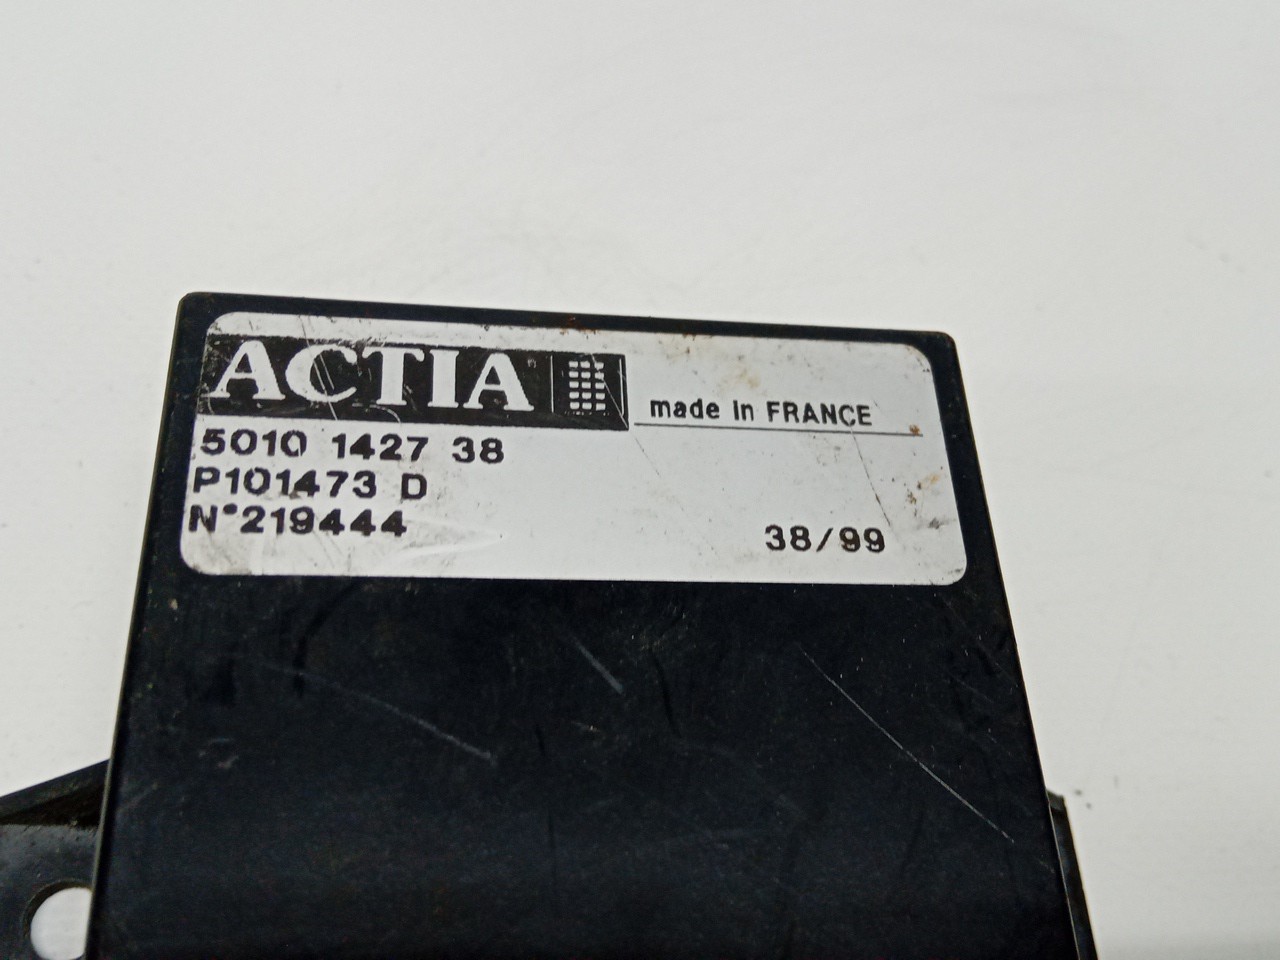 ACTIA
made in FRANCE
5010 1427 38
P101473 D
N°219444
38/99